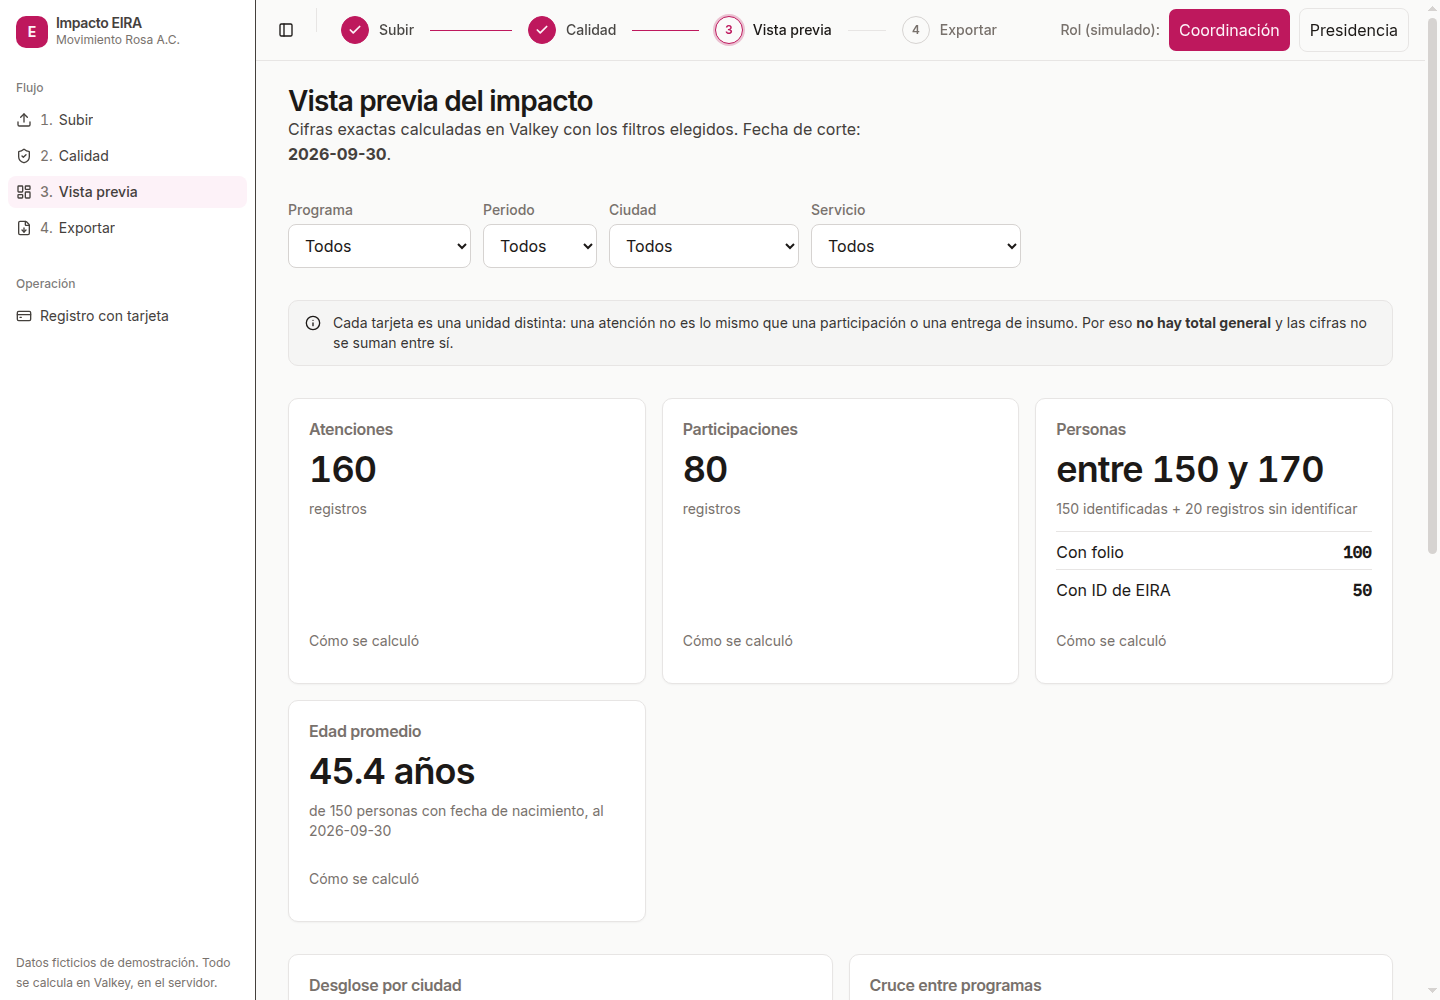 E
Impacto EIRA
Movimiento Rosa A.C.
Flujo
1. Subir
2. Calidad
3. Vista previa
4. Exportar
Operación
Registro con tarjeta
Datos ficticios de demostración. Todo
se calcula en Valkey, en el servidor.
Subir
Calidad
3 Vista previa
4 Exportar
Rol (simulado):
Coordinación
Presidencia
Vista previa del impacto
Cifras exactas calculadas en Valkey con los filtros elegidos. Fecha de corte:
2026-09-30.
Programa
Todos
Periodo
Todos
Ciudad
Todos
Servicio
Todos
Cada tarjeta es una unidad distinta: una atención no es lo mismo que una participación o una entrega de insumo. Por eso no hay total general y las cifras no
se suman entre sí.
Atenciones
160
registros
Cómo se calculó
Participaciones
80
registros
Cómo se calculó
Personas
entre 150 y 170
150 identificadas + 20 registros sin identificar
Con folio 100
Con ID de EIRA 50
Cómo se calculó
Edad promedio
45.4 años
de 150 personas con fecha de nacimiento, al
2026-09-30
Cómo se calculó
Desglose por ciudad
Cruce entre programas